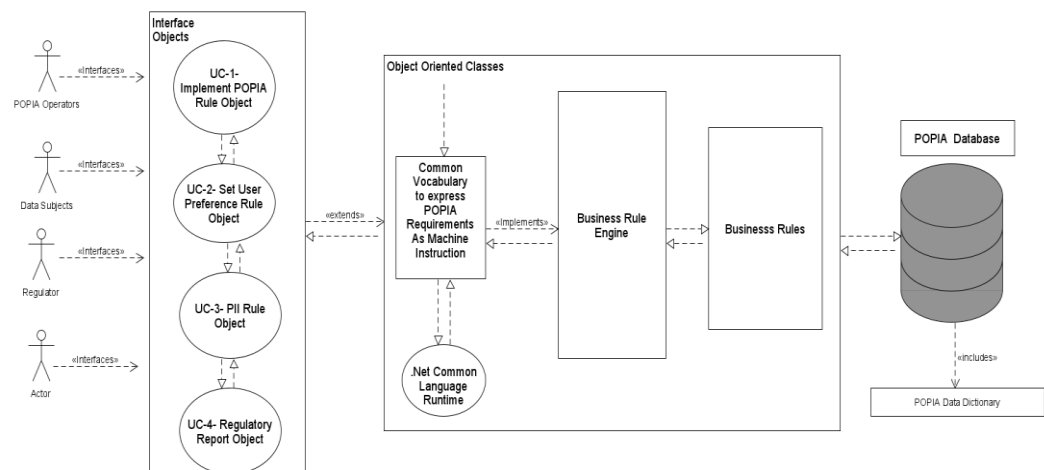 Interface
Objects
«Interfaces»
POPIA Operators
«Interfaces»
Data Subjects
«Interfaces»
Regulator
«Interfaces»
Actor
UC-1-
Implement POPIA
Rule Object
UC-2- Set User
Preference Rule
Object
UC-3- PII Rule
Object
UC-4- Regulatory
Report Object
«extends»
Object Oriented Classes
Common
Vocabulary
to express
POPIA
Requirements
As Machine
Instruction
«Implements»
.Net Common
Language
Runtime
Business Rule
Engine
Businesss Rules
POPIA Database
«includes»
POPIA Data Dictionary